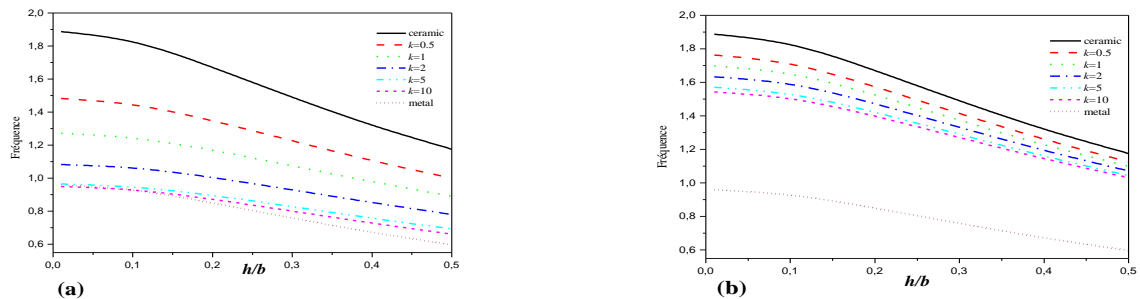 2,0
1,8
1,6
1,4
1,2
1,0
0,8
0,6
Fréquence
ceramic
k=0.5
k=1
k=2
k=5
k=10
metal
0,0 0,1 0,2 0,3 0,4 0,5
h/b
(a)
2,0
1,8
1,6
1,4
1,2
1,0
0,8
0,6
Fréquence
ceramic
k=0.5
k=1
k=2
k=5
k=10
metal
0,0 0,1 0,2 0,3 0,4 0,5
h/b
(b)